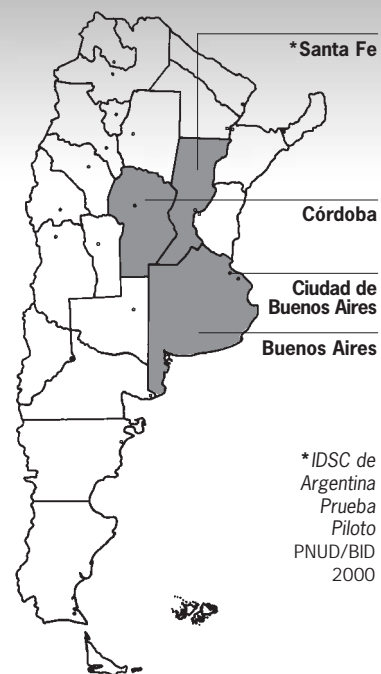 *Santa Fe
Córdoba
Ciudad de
Buenos Aires
Buenos Aires
*IDSC de
Argentina
Prueba
Piloto
PNUD/BID
2000